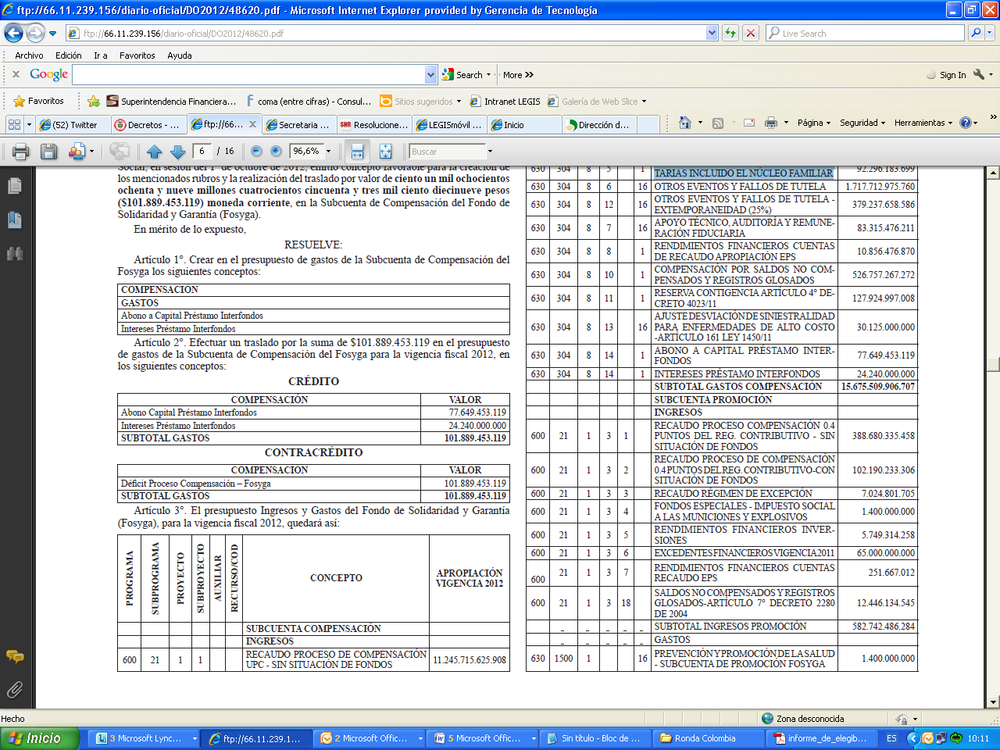 ftp://66.11.239.156/diario-oficial/DO2012/48620.pdf - Microsoft Internet Explorer provided by Gerencia de Tecnología
ftp://66.11.239.156/diario-oficial/DO2012/48620.pdf
Live Search
Archivo Edición Ir a Favoritos Ayuda
x Google Search More >> Sign In
Favoritos Superintendencia Financiera... coma (entre cifras) - Consul... Sitios sugeridos Intranet LEGIS Galería de Web Slice
(52) Twitter Decretos - ... ftp://66... Secretaria ... SNR Resolucione... LEGISmóvil ... Inicio Dirección d... Página Seguridad Herramientas >>
6 / 16 96,6% Buscar
Social, en sesión del 1° de octubre de 2012, emitió concepto favorable para la creación de
los mencionados rubros y la realización del traslado por valor de ciento un mil ochocientos
ochenta y nueve millones cuatrocientos cincuenta y tres mil ciento diecinueve pesos
($101.889.453.119) moneda corriente, en la Subcuenta de Compensación del Fondo de
Solidaridad y Garantía (Fosyga).
En mérito de lo expuesto,
RESUELVE:
Artículo 1°. Crear en el presupuesto de gastos de la Subcuenta de Compensación del
Fosyga los siguientes conceptos:
COMPENSACIÓN
GASTOS
Abono a Capital Préstamo Interfondos
Intereses Préstamo Interfondos
Artículo 2°. Efectuar un traslado por la suma de $101.889.453.119 en el presupuesto
de gastos de la Subcuenta de Compensación del Fosyga para la vigencia fiscal 2012, en
los siguientes conceptos:
CRÉDITO
COMPENSACIÓN VALOR
Abono Capital Préstamo Interfondos 77.649.453.119
Intereses Préstamo Interfondos 24.240.000.000
SUBTOTAL GASTOS 101.889.453.119
CONTRACRÉDITO
COMPENSACIÓN VALOR
Déficit Proceso Compensación – Fosyga 101.889.453.119
SUBTOTAL GASTOS 101.889.453.119
Artículo 3°. El presupuesto Ingresos y Gastos del Fondo de Solidaridad y Garantía
(Fosyga), para la vigencia fiscal 2012, quedará así:
PROGRAMA SUBPROGRAMA PROYECTO SUBPROYECTO AUXILIAR RECURSO/COD CONCEPTO APROPIACIÓN
VIGENCIA 2012
SUBCUENTA COMPENSACIÓN
INGRESOS
600 21 1 1 RECAUDO PROCESO DE COMPENSACIÓN
UPC - SIN SITUACIÓN DE FONDOS 11.245.715.625.908
630 304 8 5 1 TARIAS INCLUIDO EL NÚCLEO FAMILIAR 92.296.183.699
630 304 8 6 16 OTROS EVENTOS Y FALLOS DE TUTELA 1.717.712.975.760
630 304 8 12 16 OTROS EVENTOS Y FALLOS DE TUTELA -
EXTEMPORANEIDAD (25%) 379.237.658.586
630 304 8 7 16 APOYO TÉCNICO, AUDITORÍA Y REMUNE-
RACIÓN FIDUCIARIA 83.315.476.211
630 304 8 8 1 RENDIMIENTOS FINANCIEROS CUENTAS
DE RECAUDO APROPIACIÓN EPS 10.856.476.870
630 304 8 10 1 COMPENSACIÓN POR SALDOS NO COM-
PENSADOS Y REGISTROS GLOSADOS 526.757.267.272
630 304 8 11 1 RESERVA CONTIGENCIA ARTÍCULO 4° DE-
CRETO 4023/11 127.924.997.008
630 304 8 13 16 AJUSTE DESVIACIÓN DE SINIESTRALIDAD
PARA ENFERMEDADES DE ALTO COSTO
-ARTÍCULO 161 LEY 1450/11 30.125.000.000
630 304 8 14 1 ABONO A CAPITAL PRÉSTAMO INTER-
FONDOS 77.649.453.119
630 304 8 14 1 INTERESES PRÉSTAMO INTERFONDOS 24.240.000.000
SUBTOTAL GASTOS COMPENSACIÓN 15.675.509.906.707
SUBCUENTA PROMOCIÓN
INGRESOS
600 21 1 3 1 RECAUDO PROCESO COMPENSACIÓN 0.4
PUNTOS DEL REG. CONTRIBUTIVO - SIN
SITUACIÓN DE FONDOS 388.680.335.458
600 21 1 3 2 RECAUDO PROCESO DE COMPENSACIÓN
0.4 PUNTOS DEL REG. CONTRIBUTIVO-CON
SITUACIÓN DE FONDOS 102.190.233.306
600 21 1 3 3 RECAUDO RÉGIMEN DE EXCEPCIÓN 7.024.801.705
600 21 1 3 4 FONDOS ESPECIALES - IMPUESTO SOCIAL
A LAS MUNICIONES Y EXPLOSIVOS 1.400.000.000
600 21 1 3 5 RENDIMIENTOS FINANCIEROS INVER-
SIONES 5.749.314.258
600 21 1 3 6 EXCEDENTES FINANCIEROS VIGENCIA 2011 65.000.000.000
600 21 1 3 7 RENDIMIENTOS FINANCIEROS CUENTAS
RECAUDO EPS 251.667.012
600 21 1 3 18 SALDOS NO COMPENSADOS Y REGISTROS
GLOSADOS-ARTÍCULO 7° DECRETO 2280
DE 2004 12.446.134.545
- - - - - SUBTOTAL INGRESOS PROMOCIÓN 582.742.486.284
- - - - - GASTOS
630 1500 1 16 PREVENCIÓN Y PROMOCIÓN DE LA SALUD
- SUBCUENTA DE PROMOCIÓN FOSYGA 1.400.000.000
Hecho Zona desconocida
Inicio 3 Microsoft Lync... ftp://66.11.239.1... 2 Microsoft Offic... 5 Microsoft Offic... Sin título - Bloc de ... Ronda Colombia informe_de_elegib... ES 10:11